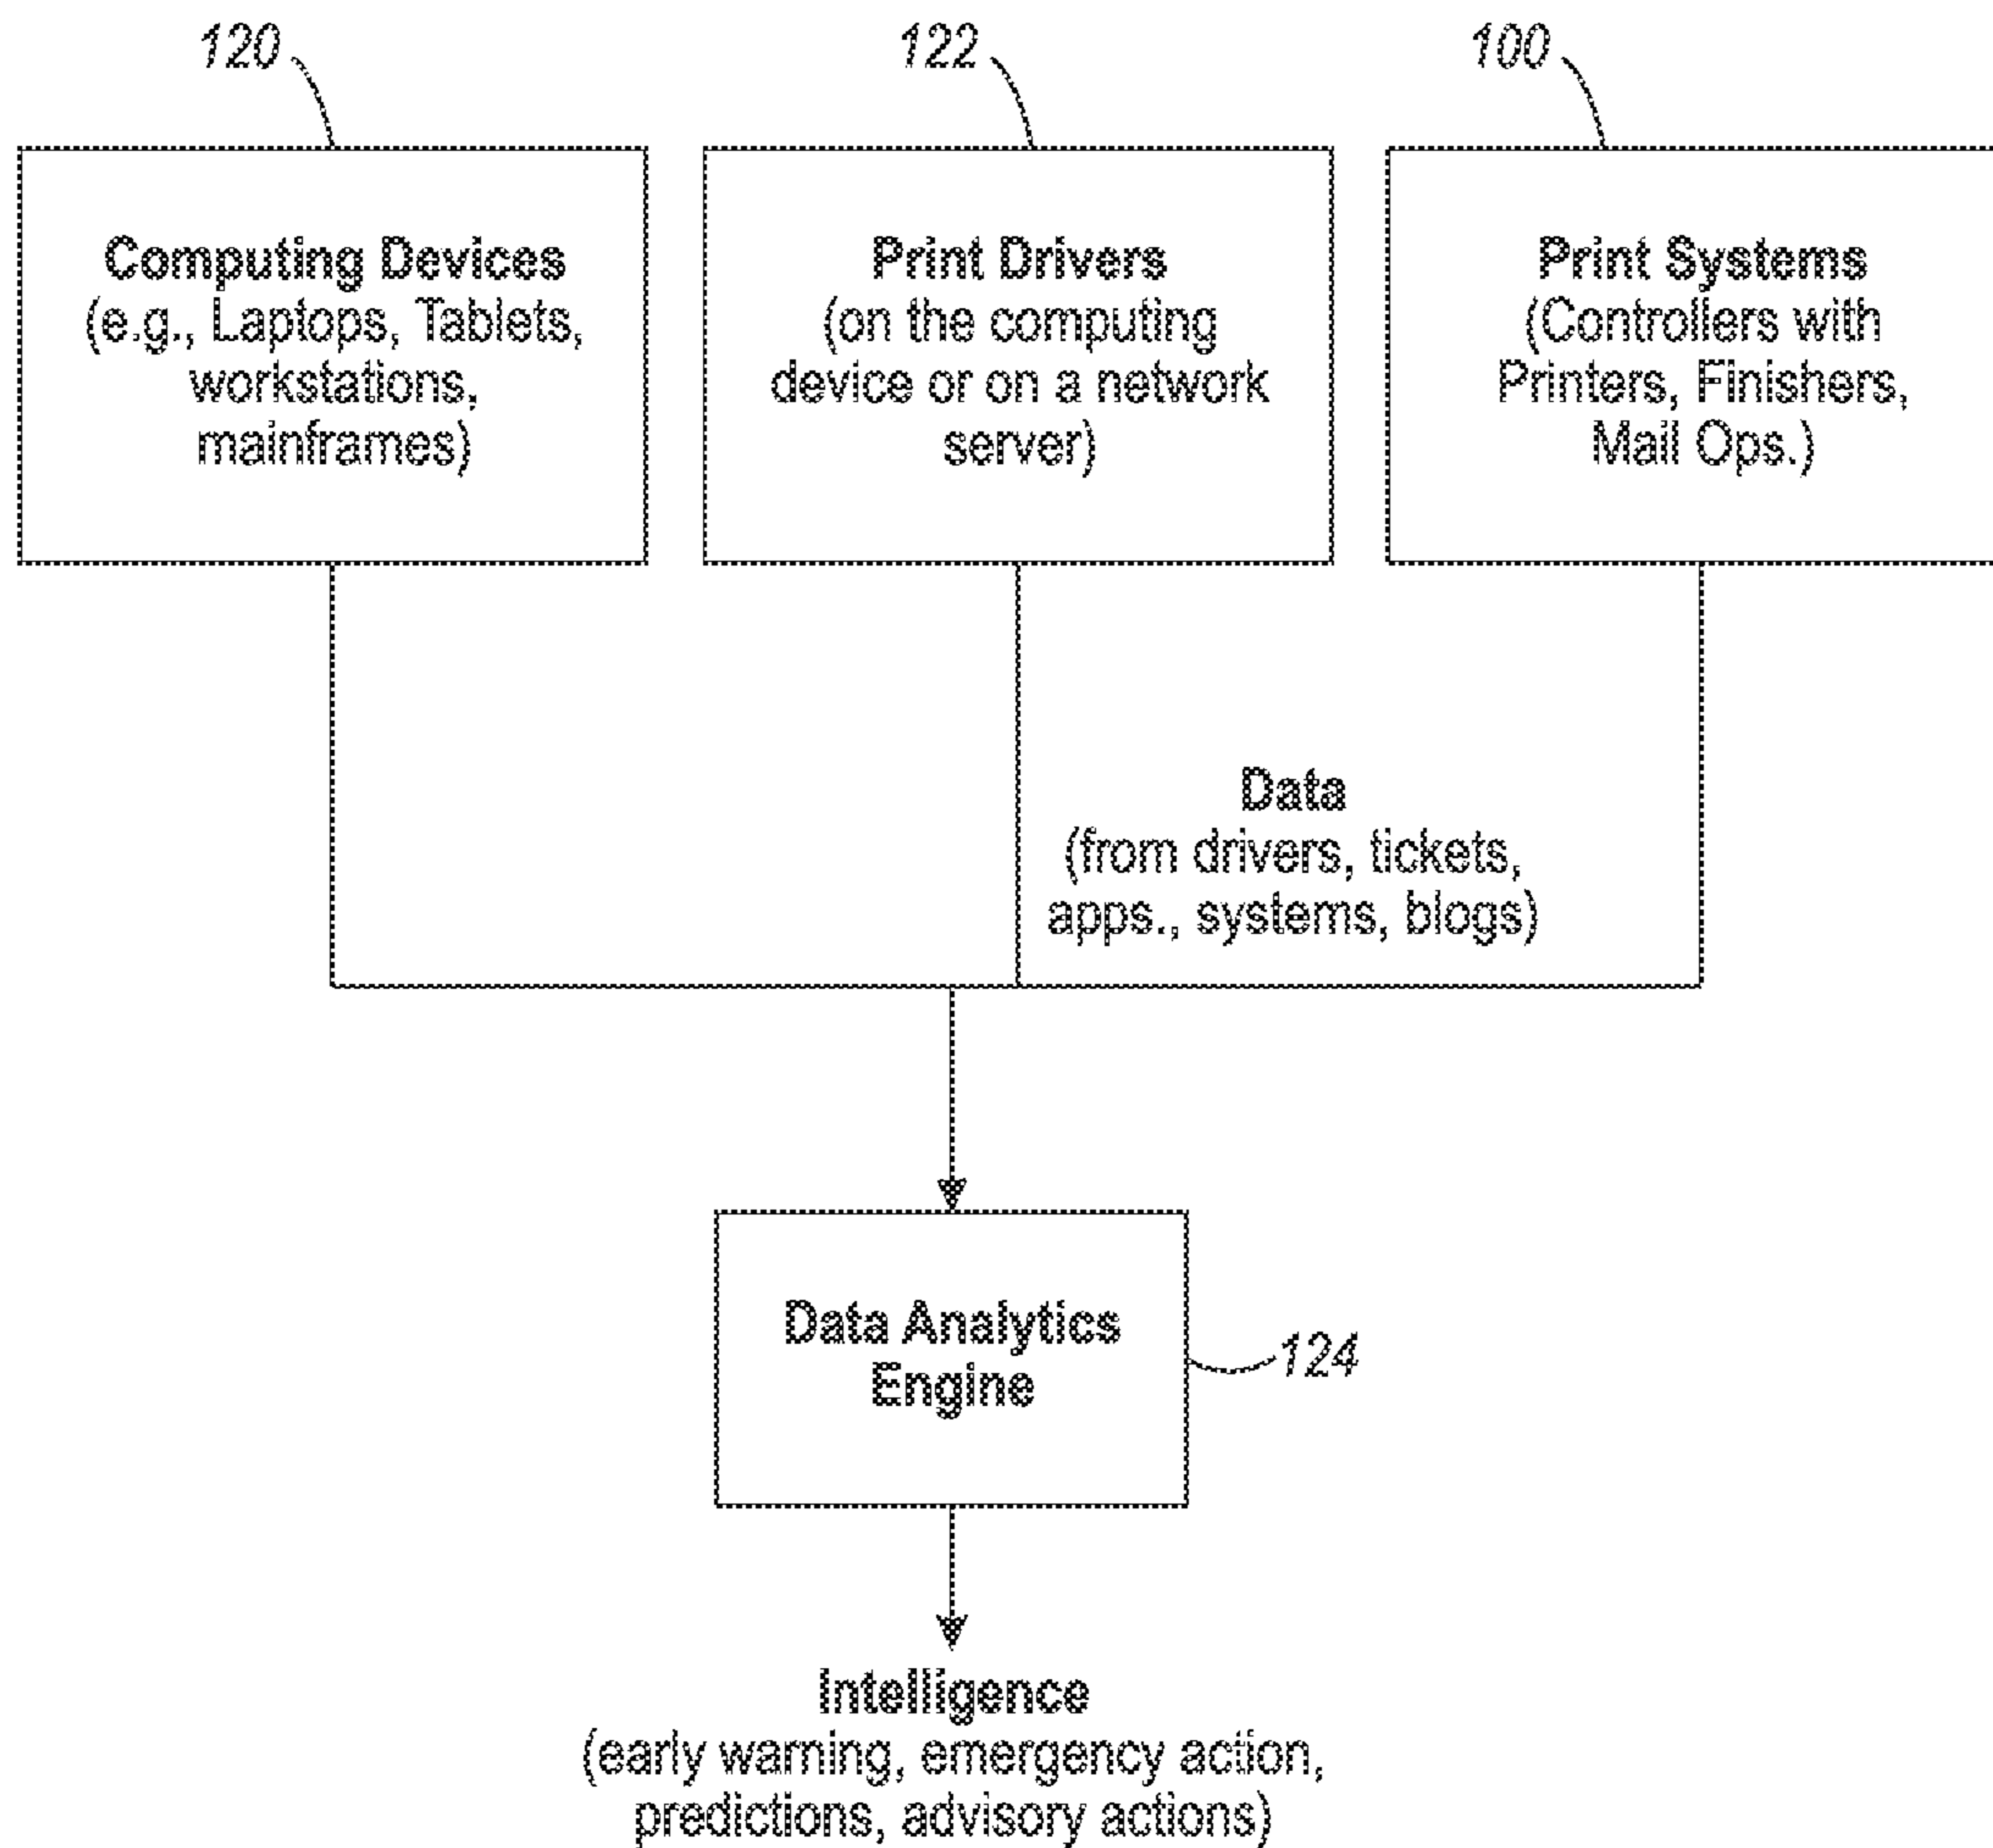 120
122
100
Computing Devices
(e.g., Laptops, Tablets,
workstations,
mainframes)
Print Drivers
(on the computing
device or on a network
server)
Print Systems
(Controllers with
Printers, Finishers,
Mail Ops.)
Data
(from drivers, tickets,
apps., systems, blogs)
Data Analytics
Engine
124
Intelligence
(early warning, emergency action,
predictions, advisory actions)